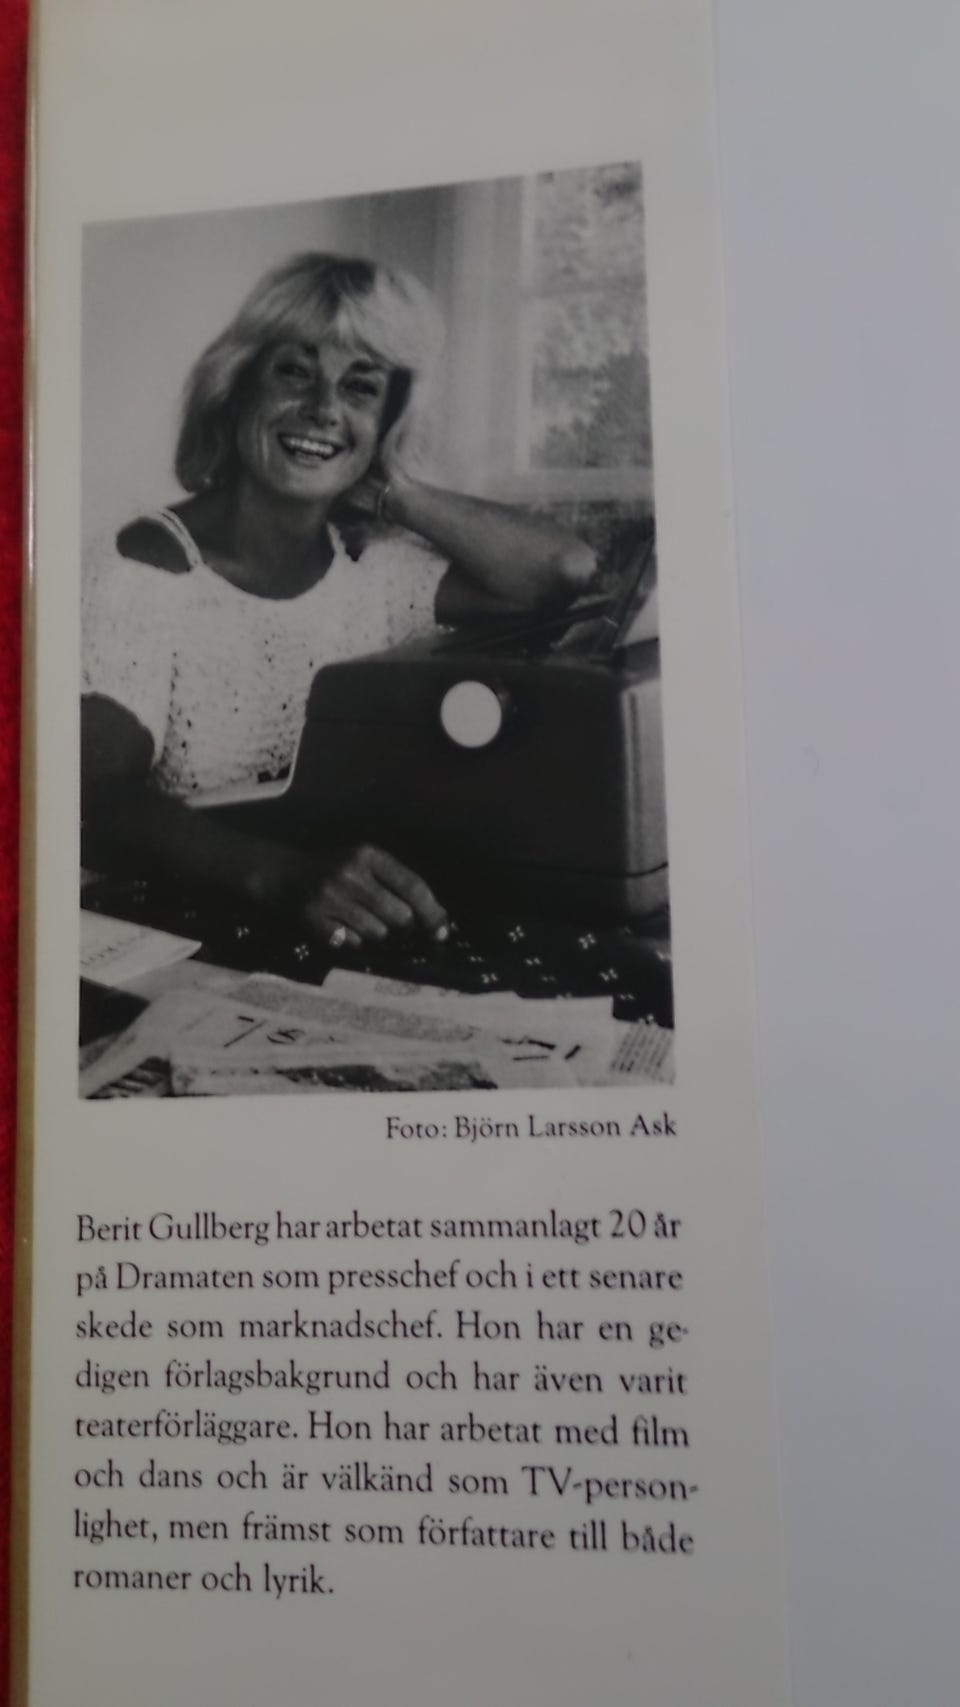 Foto: Björn Larsson Ask
Berit Gullberg har arbetat sammanlagt 20 år
på Dramaten som presschef och i ett senare
skede som marknadschef. Hon har en ge-
digen förlagsbakgrund och har även varit
teaterförläggare. Hon har arbetat med film
och dans och är välkänd som TV-person-
lighet, men främst som författare till både
romaner och lyrik.